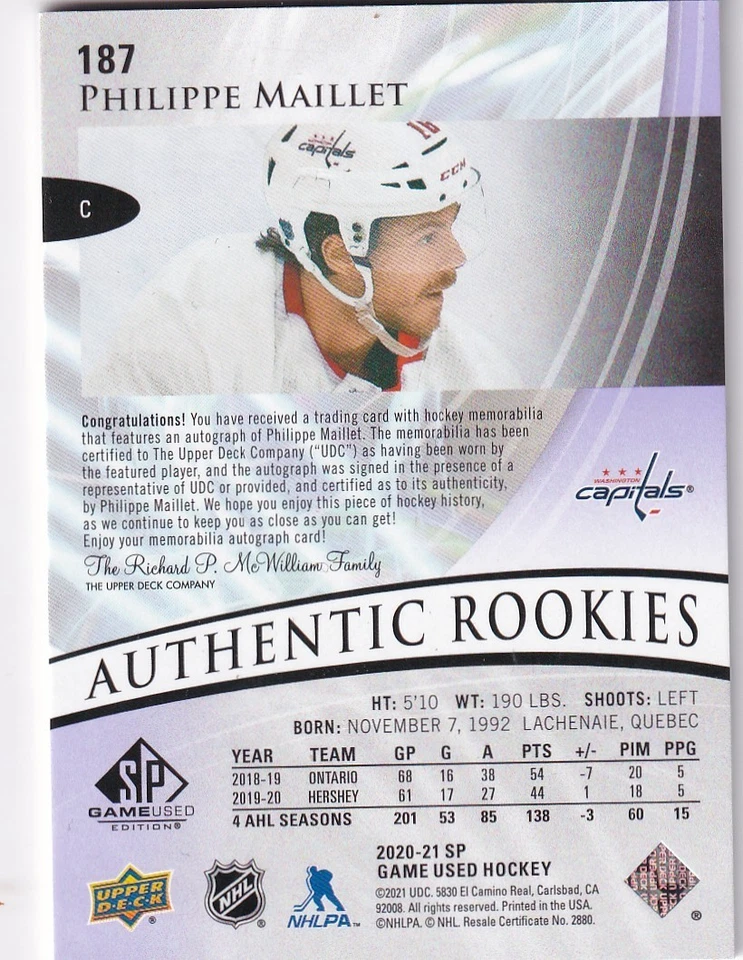 187
PHILIPPE MAILLET
16
capitals
CCM
C
Congratulations! You have received a trading card with hockey memorabilia
that features an autograph of Philippe Maillet. The memorabilia has been
certified to The Upper Deck Company ("UDC") as having been worn by
the featured player, and the autograph was signed in the presence of a
representative of UDC or provided, and certified as to its authenticity,
by Philippe Maillet. We hope you enjoy this piece of hockey history,
as we continue to keep you as close as you can get!
Enjoy your memorabilia autograph card!
The Richard P. McWilliam Family
THE UPPER DECK COMPANY
WASHINGTON
capitals®
AUTHENTIC ROOKIES
HT: 5'10 WT: 190 LBS. SHOOTS: LEFT
BORN: NOVEMBER 7, 1992 LACHENAIE, QUEBEC
YEAR TEAM GP G A PTS +/- PIM PPG
2018-19 ONTARIO 68 16 38 54 -7 20 5
2019-20 HERSHEY 61 17 27 44 1 18 5
4 AHL SEASONS 201 53 85 138 -3 60 15
SP
GAMEUSED
EDITION®
UPPER
DECK
®
NHL
®
NHLPA™
2020-21 SP
GAME USED HOCKEY
©2021 UDC. 5830 El Camino Real, Carlsbad, CA
92008. All rights reserved. Printed in the USA.
©NHLPA. © NHL. Resale Certificate No. 2880.
®